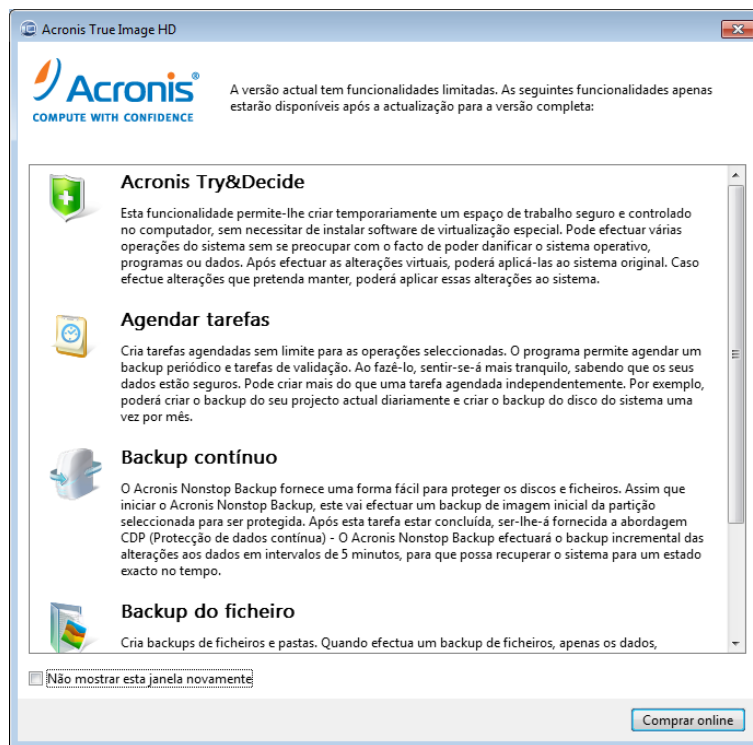 Acronis True Image HD
Acronis®
COMPUTE WITH CONFIDENCE
A versão actual tem funcionalidades limitadas. As seguintes funcionalidades apenas
estarão disponíveis após a actualização para a versão completa:
Acronis Try&Decide
Esta funcionalidade permite-lhe criar temporariamente um espaço de trabalho seguro e controlado
no computador, sem necessitar de instalar software de virtualização especial. Pode efectuar várias
operações do sistema sem se preocupar com o facto de poder danificar o sistema operativo,
programas ou dados. Após efectuar as alterações virtuais, poderá aplicá-las ao sistema original. Caso
efectue alterações que pretenda manter, poderá aplicar essas alterações ao sistema.
Agendar tarefas
Cria tarefas agendadas sem limite para as operações seleccionadas. O programa permite agendar um
backup periódico e tarefas de validação. Ao fazê-lo, sentir-se-á mais tranquilo, sabendo que os seus
dados estão seguros. Pode criar mais do que uma tarefa agendada independentemente. Por exemplo,
poderá criar o backup do seu projecto actual diariamente e criar o backup do disco do sistema uma
vez por mês.
Backup contínuo
O Acronis Nonstop Backup fornece uma forma fácil para proteger os discos e ficheiros. Assim que
iniciar o Acronis Nonstop Backup, este vai efectuar um backup de imagem inicial da partição
seleccionada para ser protegida. Após esta tarefa estar concluída, ser-lhe-á fornecida a abordagem
CDP (Protecção de dados contínua) - O Acronis Nonstop Backup efectuará o backup incremental das
alterações aos dados em intervalos de 5 minutos, para que possa recuperar o sistema para um estado
exacto no tempo.
Backup do ficheiro
Cria backups de ficheiros e pastas. Quando efectua um backup de ficheiros, apenas os dados,
Não mostrar esta janela novamente
Comprar online